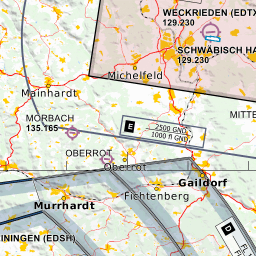 WECKRIEDEN (EDTX
129.230
SCHWÄBISCH HA
129.230
Michelfeld
Mainhardt
MORBACH
135.165
MITTE
E
2500 GND
1000 ft GND
OBERROT
Oberrot
Gaildorf
Fichtenberg
Murrhardt
D
EININGEN (EDSH)